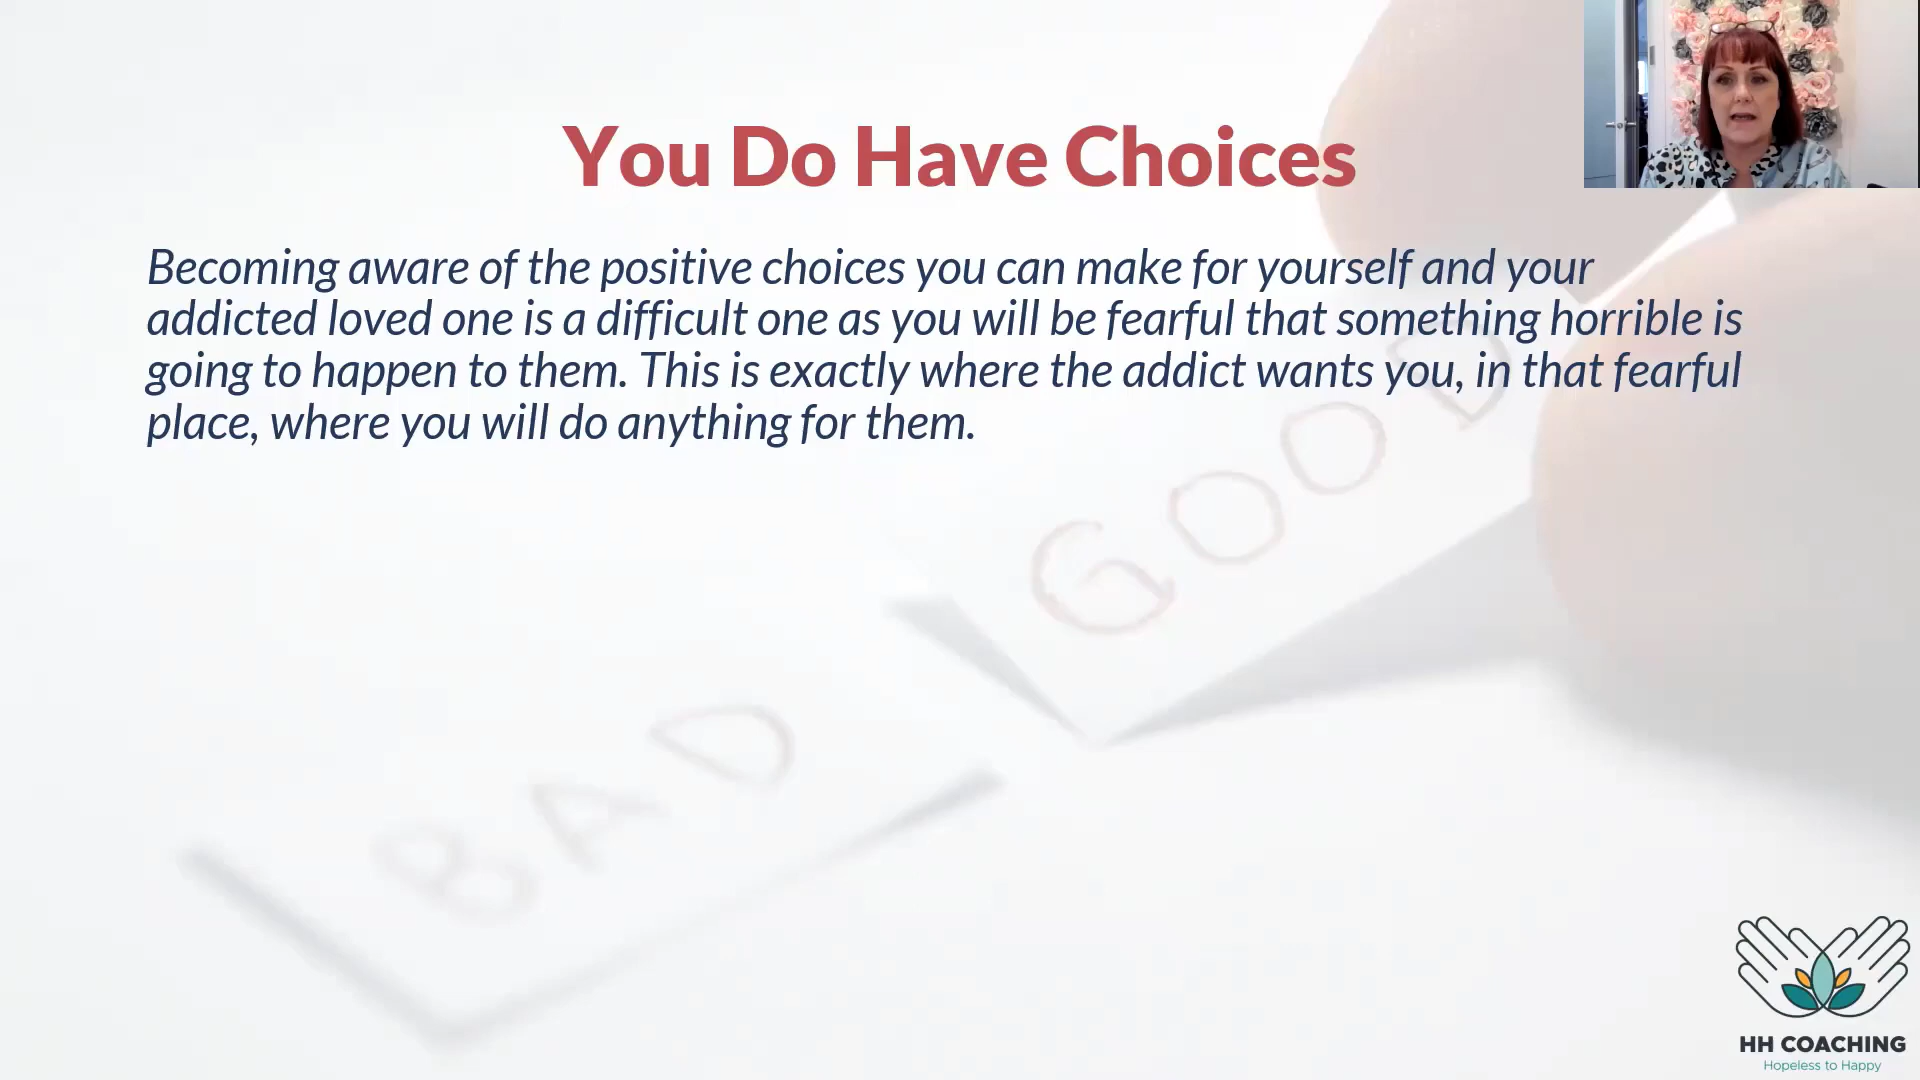 You Do Have Choices
Becoming aware of the positive choices you can make for yourself and your
addicted loved one is a difficult one as you will be fearful that something horrible is
going to happen to them. This is exactly where the addict wants you, in that fearful
place, where you will do anything for them.
GOOD
BAD
HH COACHING
Hopeless to Happy